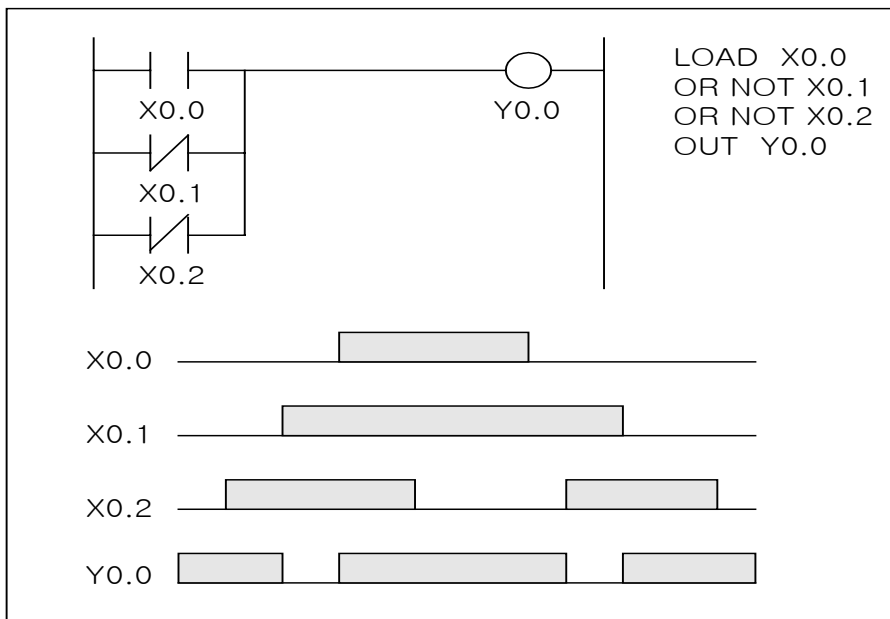 LOAD X0.0
OR NOT X0.1
OR NOT X0.2
OUT Y0.0
X0.0
Y0.0
X0.1
X0.2
X0.0
X0.1
X0.2
Y0.0